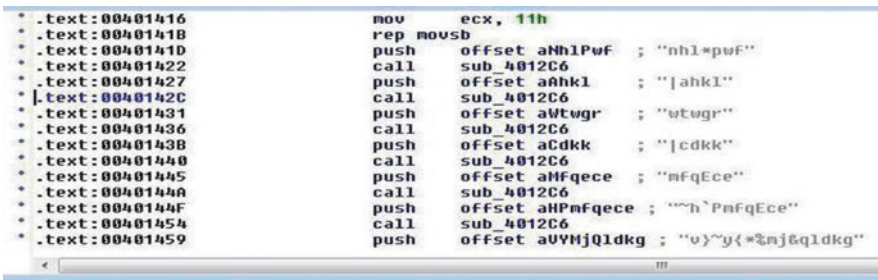 .text:00401416 mov ecx, 11h
.text:0040141B rep movsb
.text:0040141D push offset aNhlPwf ; "nhl*pwf"
.text:00401422 call sub_4012C6
.text:00401427 push offset aAhkl ; "|ahkl"
.text:0040142C call sub_4012C6
.text:00401431 push offset aWtwgr ; "wtwgr"
.text:00401436 call sub_4012C6
.text:0040143B push offset aCdkk ; "|cdkk"
.text:00401440 call sub_4012C6
.text:00401445 push offset aMfqece ; "mfqEce"
.text:0040144A call sub_4012C6
.text:0040144F push offset aHPmfqece ; "~h`PmfqEce"
.text:00401454 call sub_4012C6
.text:00401459 push offset aVYMjQldkg ; "v}~y{*%mj&qldkg"